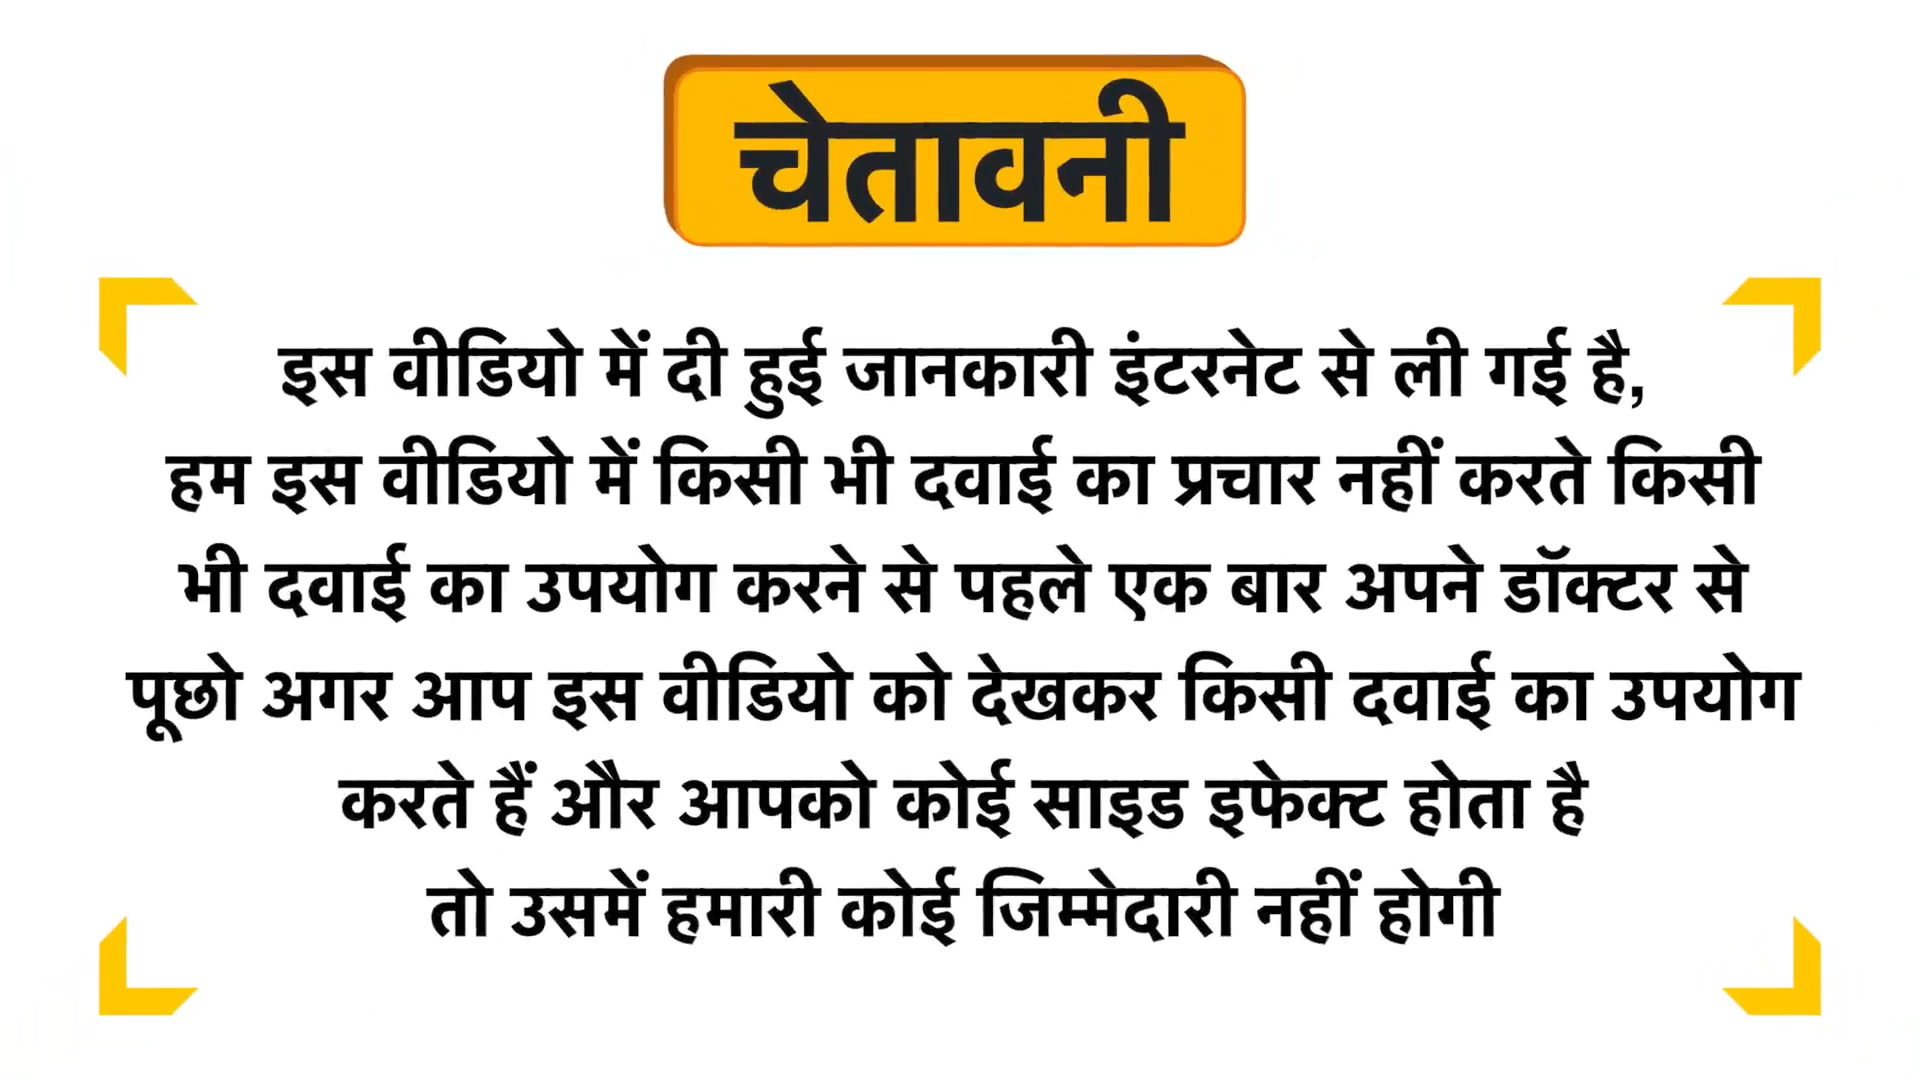 चेतावनी
इस वीडियो में दी हुई जानकारी इंटरनेट से ली गई है,
हम इस वीडियो में किसी भी दवाई का प्रचार नहीं करते किसी
भी दवाई का उपयोग करने से पहले एक बार अपने डॉक्टर से
पूछो अगर आप इस वीडियो को देखकर किसी दवाई का उपयोग
करते हैं और आपको कोई साइड इफेक्ट होता है
तो उसमें हमारी कोई जिम्मेदारी नहीं होगी